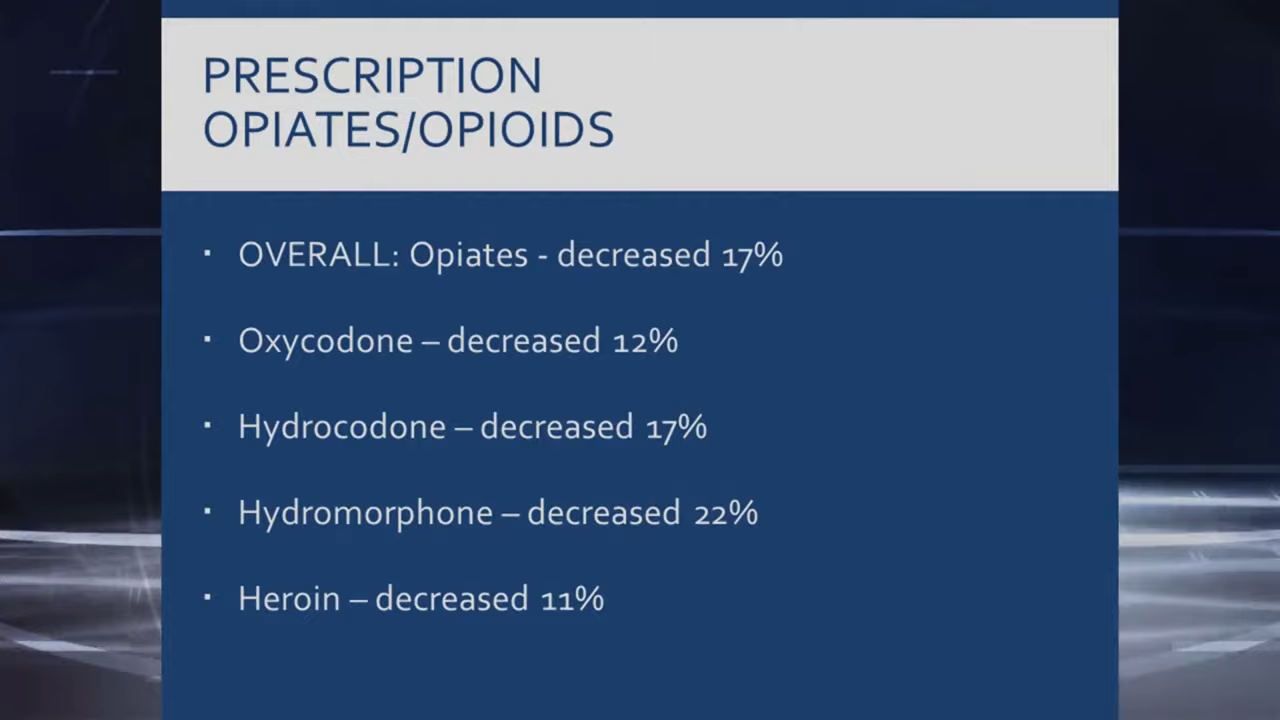 PRESCRIPTION
OPIATES/OPIOIDS
▪ OVERALL: Opiates - decreased 17%
▪ Oxycodone – decreased 12%
▪ Hydrocodone – decreased 17%
▪ Hydromorphone – decreased 22%
▪ Heroin – decreased 11%